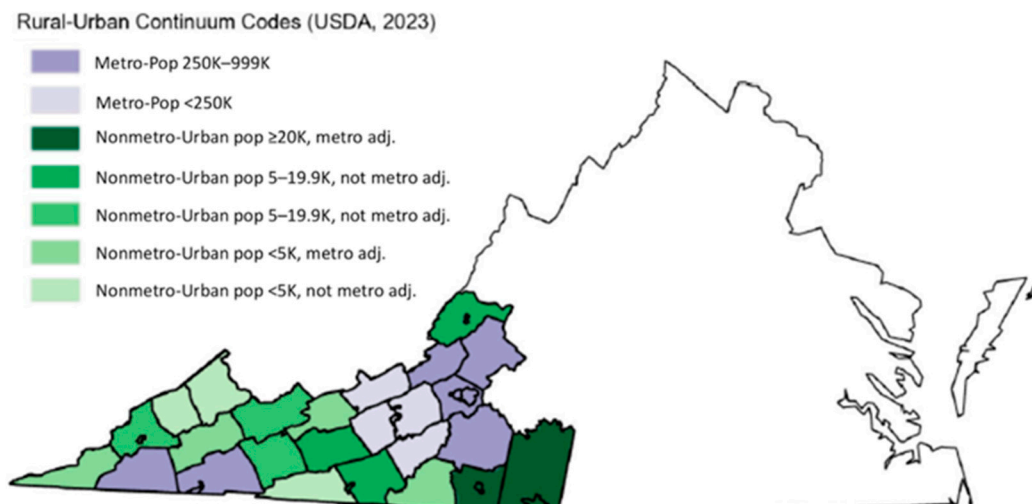 Rural-Urban Continuum Codes (USDA, 2023)
Metro-Pop 250K–999K
Metro-Pop <250K
Nonmetro-Urban pop ≥20K, metro adj.
Nonmetro-Urban pop 5–19.9K, not metro adj.
Nonmetro-Urban pop 5–19.9K, not metro adj.
Nonmetro-Urban pop <5K, metro adj.
Nonmetro-Urban pop <5K, not metro adj.